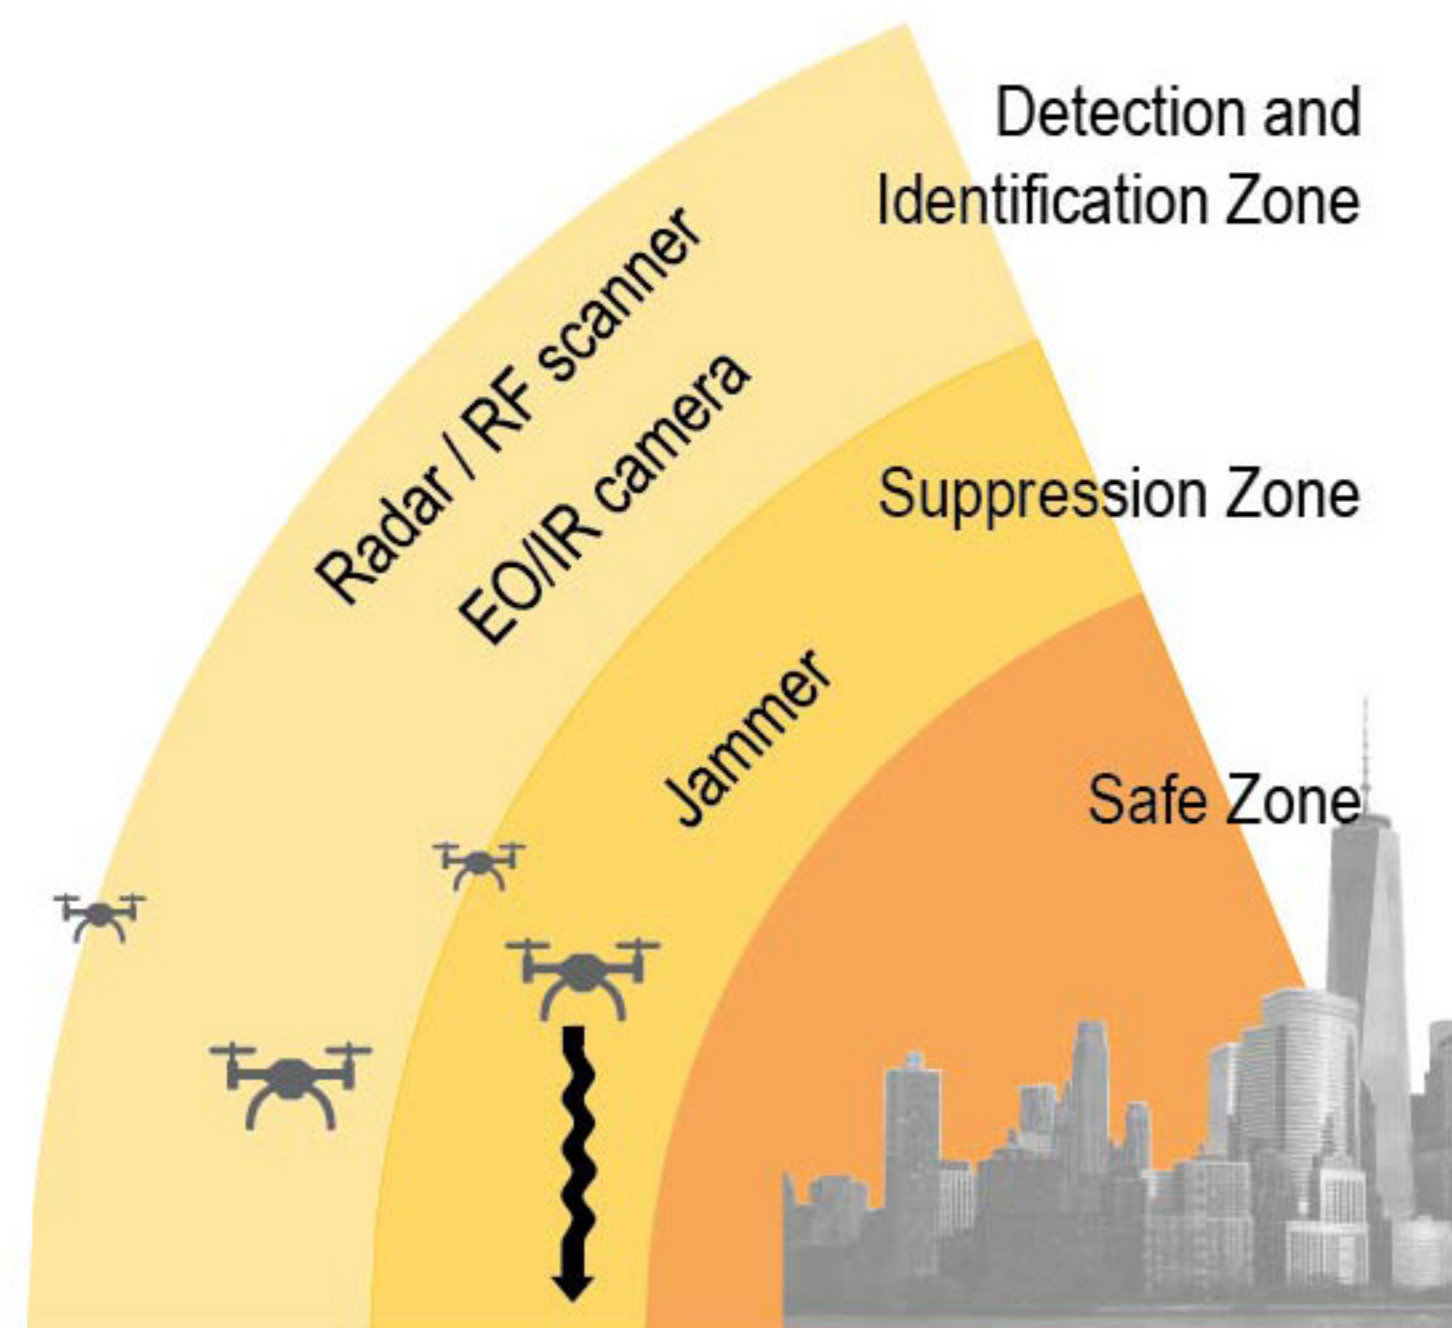 Detection and
Identification Zone
Radar / RF scanner
EO/IR camera
Suppression Zone
Jammer
Safe Zone